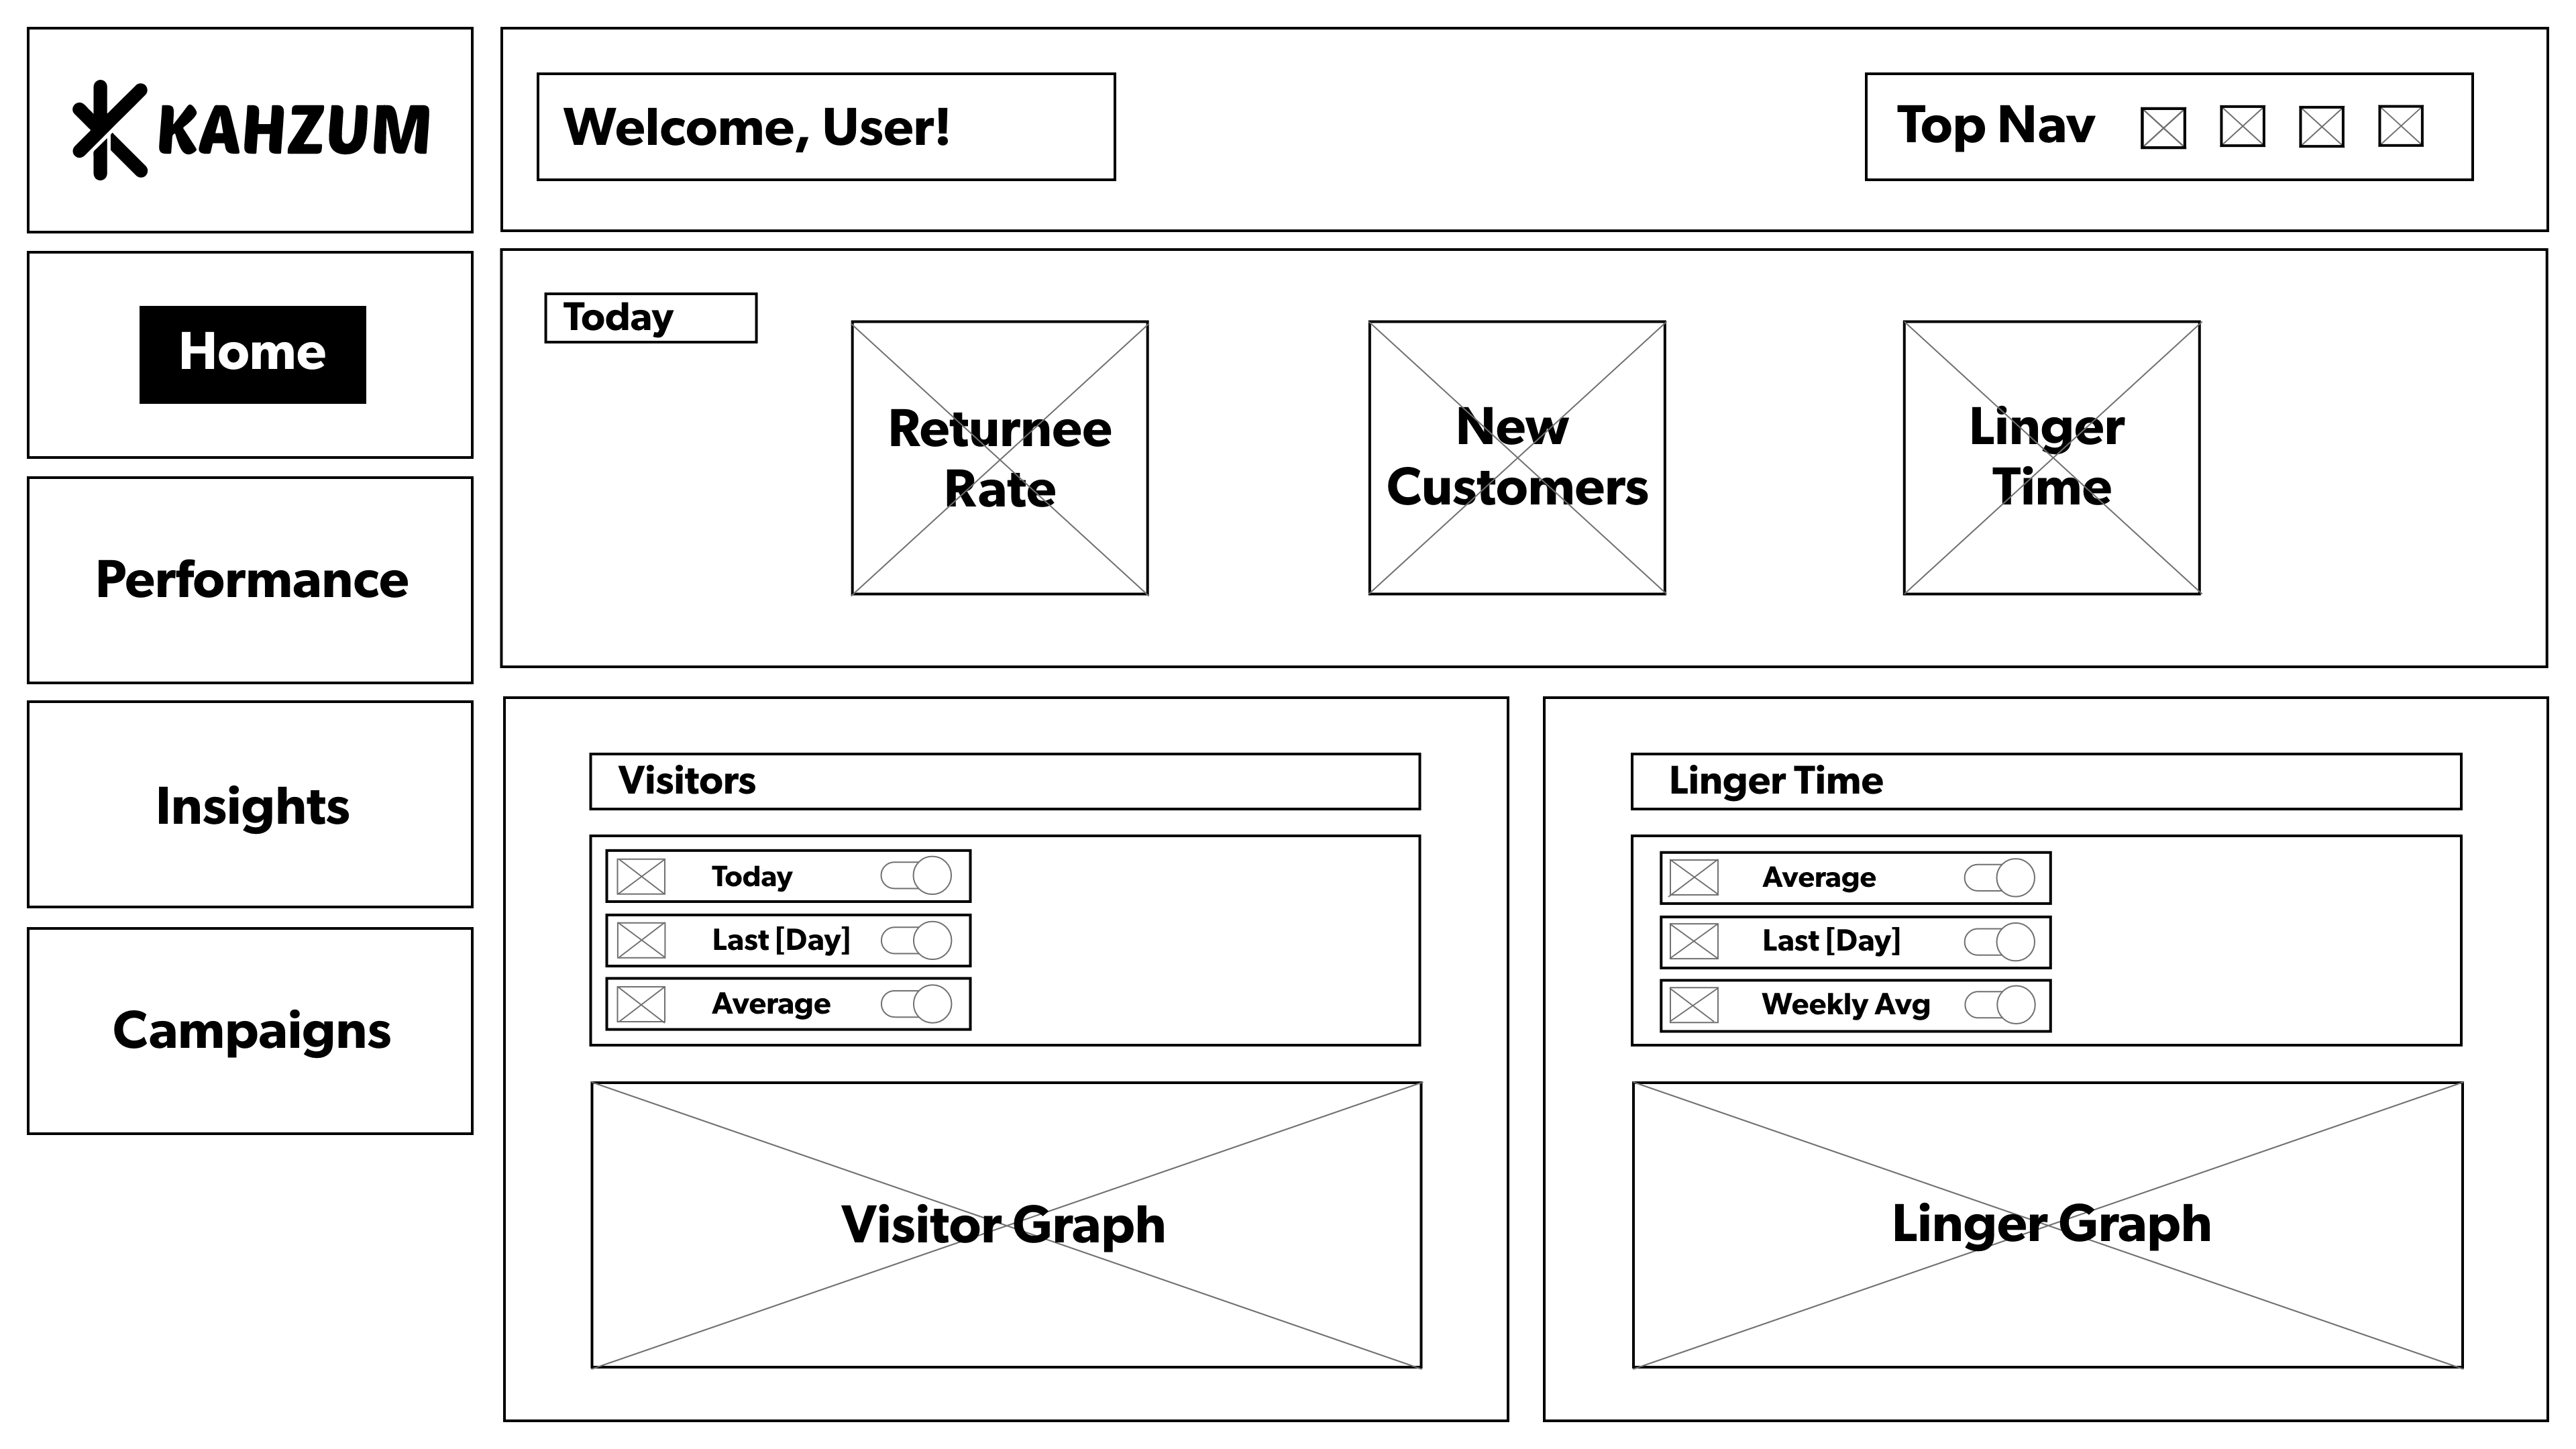 KAHZUM
Welcome, User!
Top Nav
Home
Performance
Insights
Campaigns
Today
Returnee
Rate
New
Customers
Linger
Time
Visitors
Today
Last [Day]
Average
Visitor Graph
Linger Time
Average
Last [Day]
Weekly Avg
Linger Graph